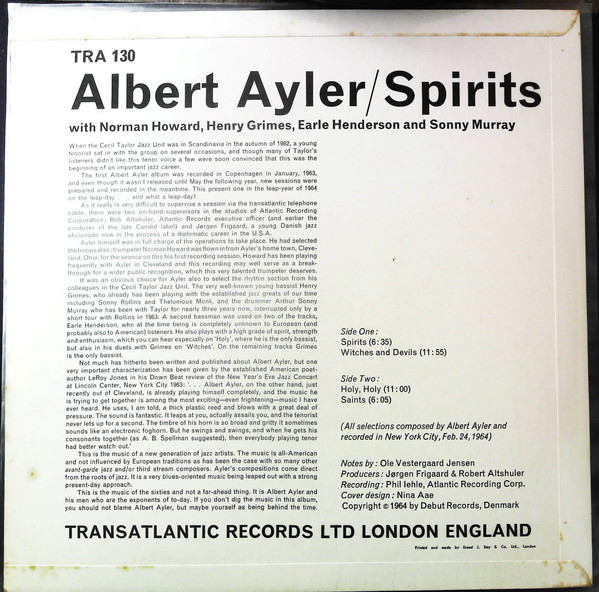 TRA 130
Albert Ayler/Spirits
with Norman Howard, Henry Grimes, Earle Henderson and Sonny Murray
When the Cecil Taylor Jazz Unit was in Scandinavia in the autumn of 1962, a young
tenorist sat in with the group on several occasions, and though many of Taylor's
listeners didn't like this tenor voice a few were soon convinced that this was the
beginning of an important jazz career.
The first Albert Ayler album was recorded in Copenhagen in January, 1963,
and even though it wasn't released until May the following year, new sessions were
prepared and recorded in the meantime. This present one in the leap-year of 1964
on the leap-day . . . and what a leap-day!
As it really is very difficult to supervise a session via the transatlantic telephone
cable, there were two on-hand-supervisors in the studios of Atlantic Recording
Corporation; Bob Altshuler, Atlantic Records executive officer (and earlier the
producer of the late Candid label) and Jørgen Frigaard, a young Danish jazz
aficionado now in the process of a diplomatic career in the U.S.A.
Ayler himself was in full charge of the operations to take place. He had selected
the troops also; trumpeter Norman Howard was flown in from Ayler's home town, Cleve-
land, Ohio, for the seance on this his first recording session. Howard has been playing
frequently with Ayler in Cleveland and this recording may well serve as a break-
through for a wider public recognition, which this very talented trumpeter deserves.
It was an obvious choice for Ayler also to select the rhythm section from his
colleagues in the Cecil Taylor Jazz Unit. The very well-known young bassist Henry
Grimes, who already has been playing with the established jazz greats of our time
including Sonny Rollins and Thelonious Monk, and the drummer Arthur Sonny
Murray who has been with Taylor for nearly three years now, interrupted only by a
short tour with Rollins in 1963. A second bassman was used on two of the tracks,
Earle Henderson, who at the time being is completely unknown to European (and
probably also to American) listeners. He also plays with a high grade of spirit, strength
and enthusiasm, which you can hear especially on 'Holy', where he is the only bassist,
but also in his duets with Grimes on 'Witches'. On the remaining tracks Grimes
is the only bassist.
Not much has hitherto been written and published about Albert Ayler, but one
very important characterization has been given by the established American poet-
author LeRoy Jones in his Down Beat review of the New Year's Eve Jazz Concert
at Lincoln Center, New York City 1963: '. . . Albert Ayler, on the other hand, just
recently out of Cleveland, is already playing himself completely, and the music he
is trying to get together is among the most exciting—even frightening—music I have
ever heard. He uses, I am told, a thick plastic reed and blows with a great deal of
pressure. The sound is fantastic. It leaps at you, actually assails you, and the tenorist
never lets up for a second. The timbre of his horn is so broad and gritty it sometimes
sounds like an electronic foghorn. But he swings and swings, and when he gets his
consonants together (as A. B. Spellman suggested), then everybody playing tenor
had better watch out.'
This is the music of a new generation of jazz artists. The music is all-American
and not influenced by European traditions as has been the case with so many other
avant-garde jazz and/or third stream composers. Ayler's compositions come direct
from the roots of jazz. It is a very blues-oriented music being leaped out with a strong
present-day approach.
This is the music of the sixties and not a far-ahead thing. It is Albert Ayler and
his men who are the exponents of to-day. If you don't dig the music in this album,
you should not blame Albert Ayler, but maybe yourself as being behind the time.
Side One:
Spirits (6:35)
Witches and Devils (11:55)
Side Two:
Holy, Holy (11:00)
Saints (6:05)
(All selections composed by Albert Ayler and
recorded in New York City, Feb. 24, 1964)
Notes by: Ole Vestergaard Jensen
Producers: Jørgen Frigaard & Robert Altshuler
Recording: Phil Iehle, Atlantic Recording Corp.
Cover design: Nina Aae
Copyright © 1964 by Debut Records, Denmark
TRANSATLANTIC RECORDS LTD LONDON ENGLAND
Printed and made by Ernest J. Day & Co. Ltd., London